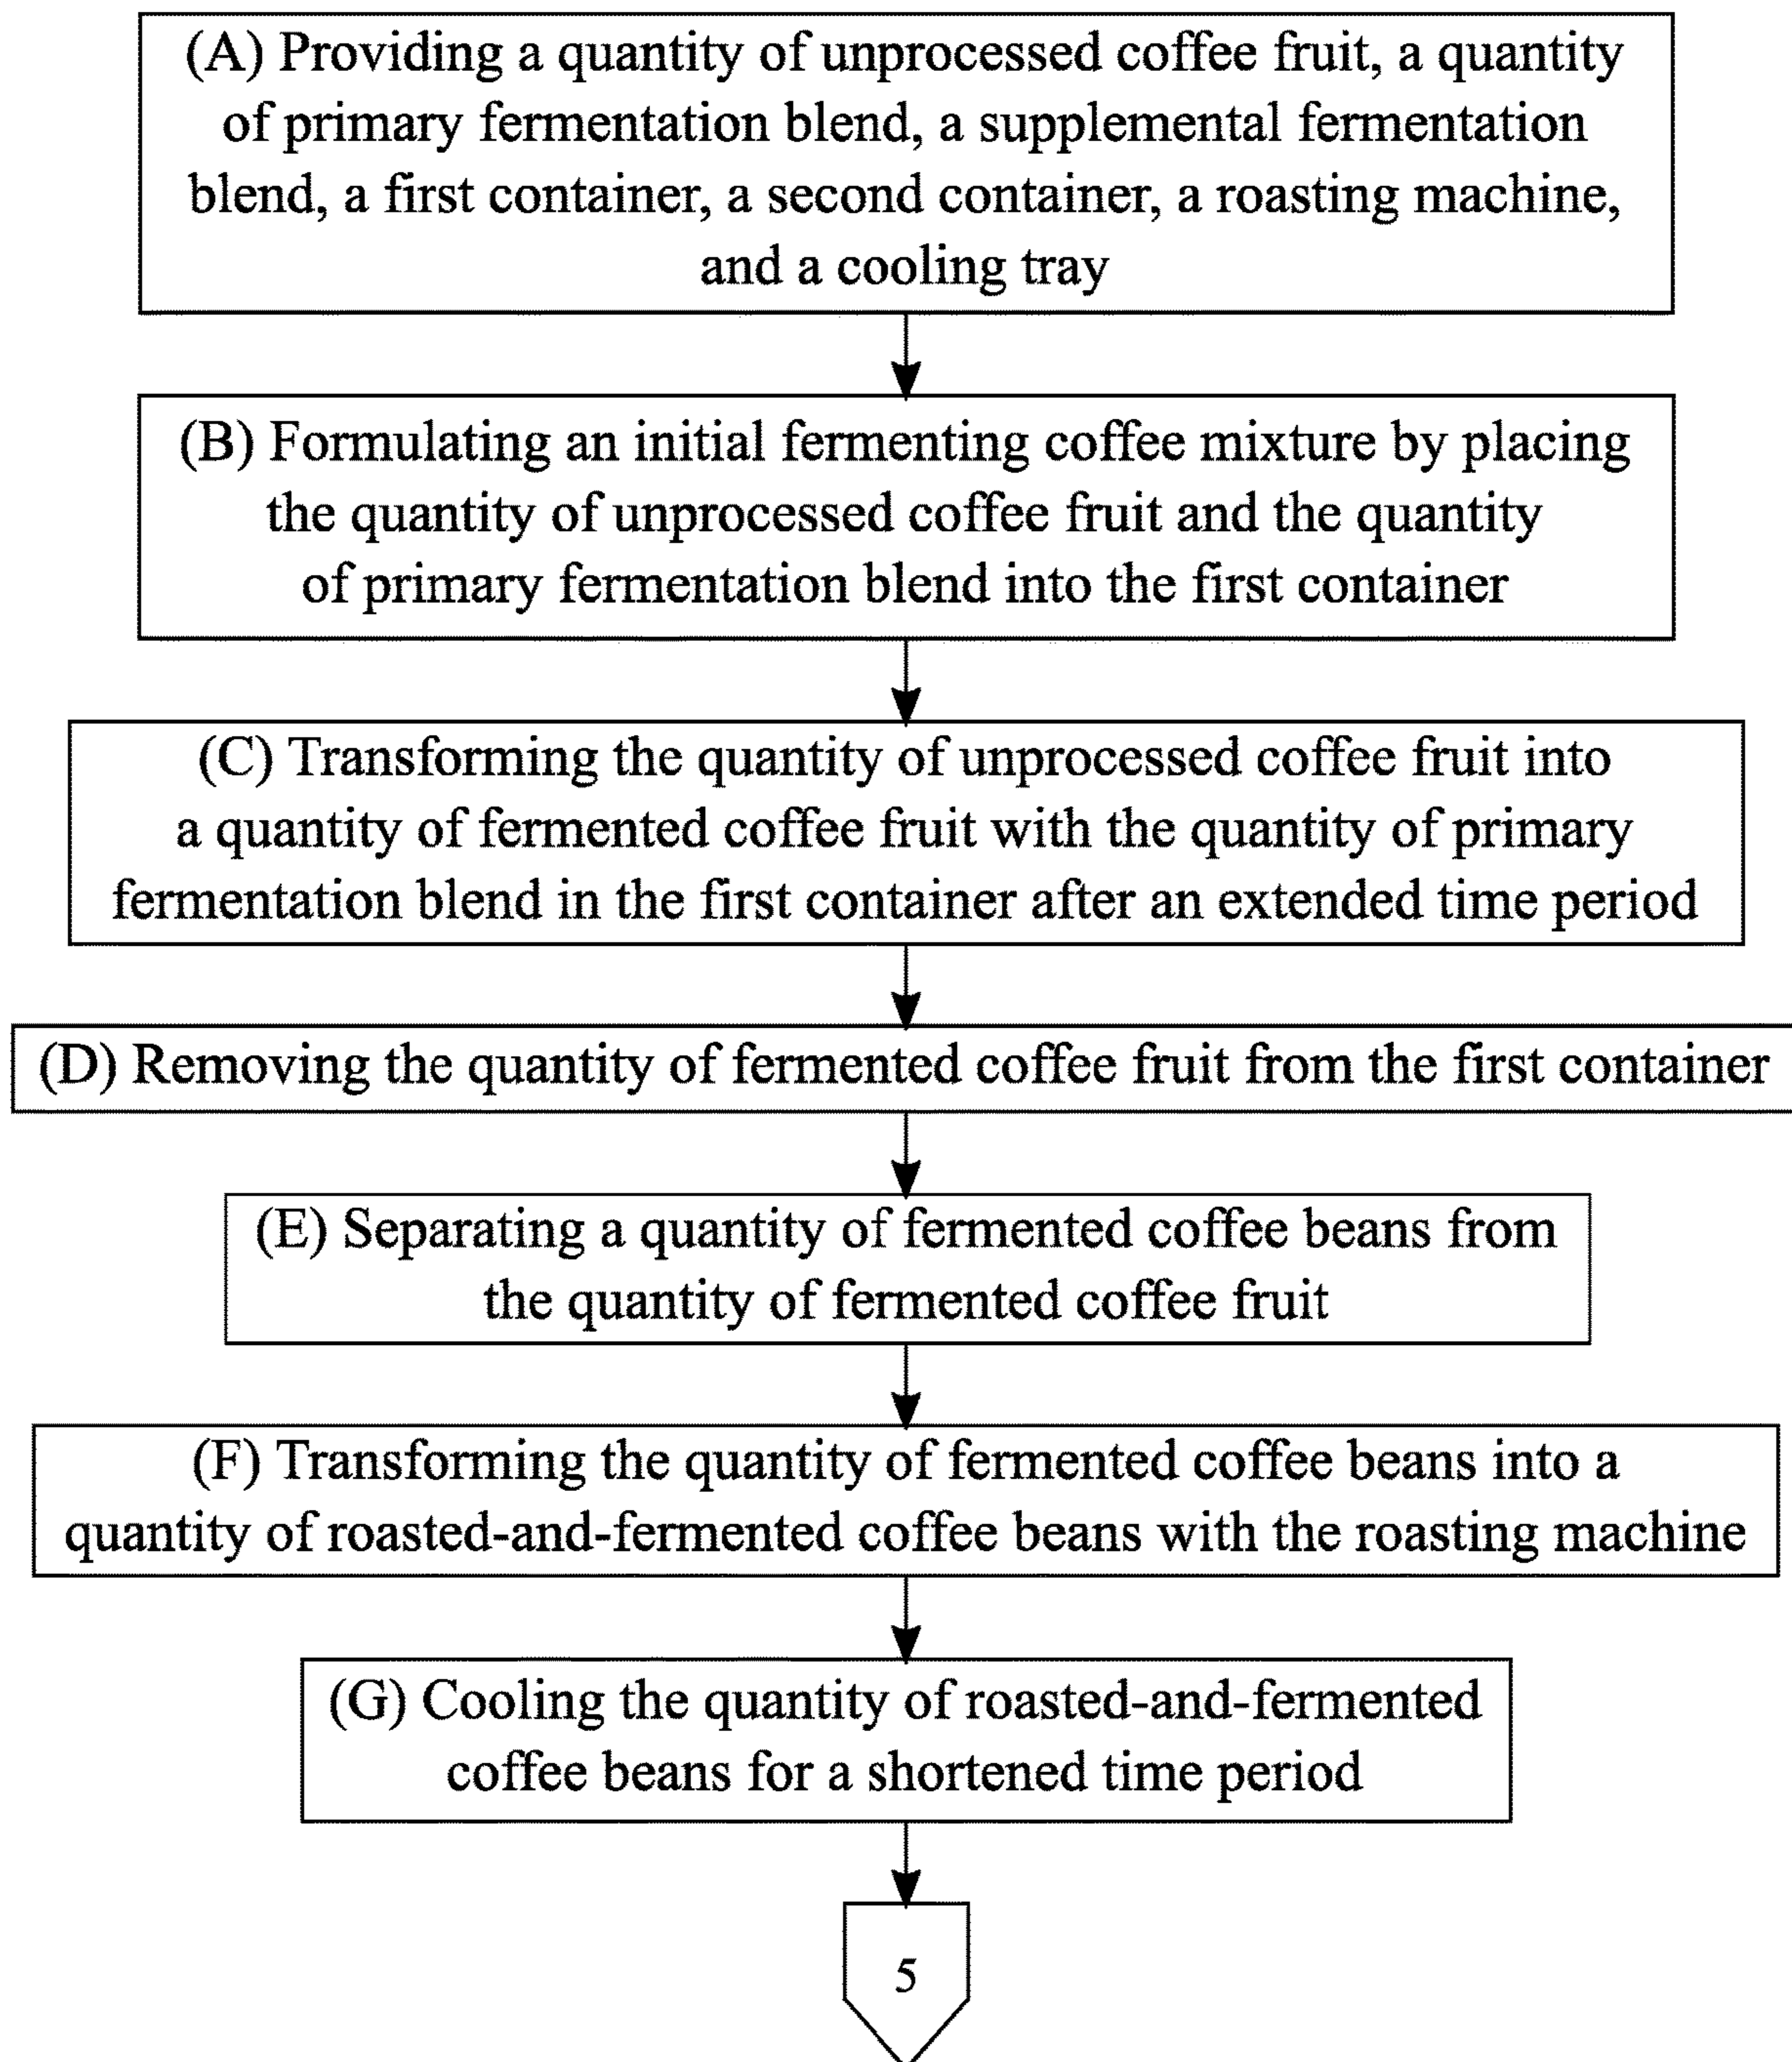 (A) Providing a quantity of unprocessed coffee fruit, a quantity
of primary fermentation blend, a supplemental fermentation
blend, a first container, a second container, a roasting machine,
and a cooling tray
(B) Formulating an initial fermenting coffee mixture by placing
the quantity of unprocessed coffee fruit and the quantity
of primary fermentation blend into the first container
(C) Transforming the quantity of unprocessed coffee fruit into
a quantity of fermented coffee fruit with the quantity of primary
fermentation blend in the first container after an extended time period
(D) Removing the quantity of fermented coffee fruit from the first container
(E) Separating a quantity of fermented coffee beans from
the quantity of fermented coffee fruit
(F) Transforming the quantity of fermented coffee beans into a
quantity of roasted-and-fermented coffee beans with the roasting machine
(G) Cooling the quantity of roasted-and-fermented
coffee beans for a shortened time period
5